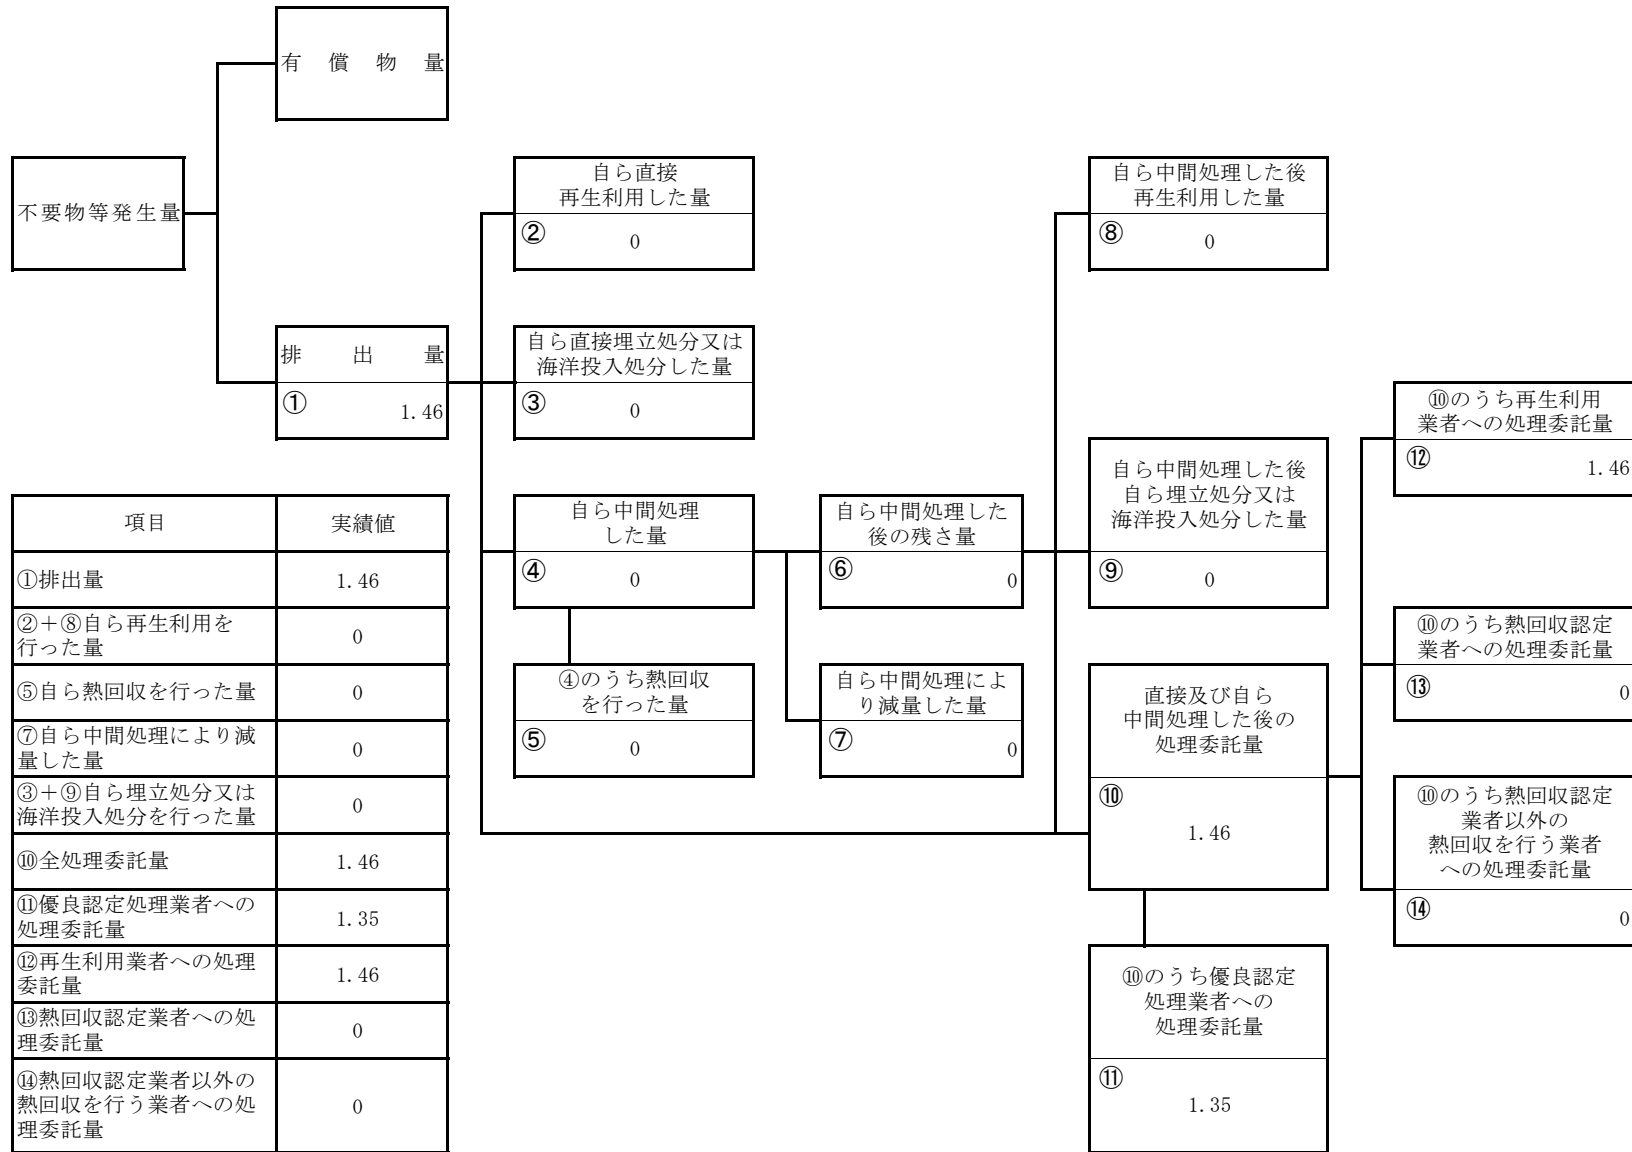 有償物量
不要物等発生量
排出量
①
1.46
自ら直接
再生利用した量
②
0
自ら直接埋立処分又は
海洋投入処分した量
③
0
自ら中間処理
した量
④
0
④のうち熱回収
を行った量
⑤
0
自ら中間処理した
後の残さ量
⑥
0
自ら中間処理によ
り減量した量
⑦
0
自ら中間処理した後
再生利用した量
⑧
0
自ら中間処理した後
自ら埋立処分又は
海洋投入処分した量
⑨
0
直接及び自ら
中間処理した後の
処理委託量
⑩
1.46
⑩のうち優良認定
処理業者への
処理委託量
⑪
1.35
⑩のうち再生利用
業者への処理委託量
⑫
1.46
⑩のうち熱回収認定
業者への処理委託量
⑬
0
⑩のうち熱回収認定
業者以外の
熱回収を行う業者
への処理委託量
⑭
0
項目 実績値
①排出量 1.46
②＋⑧自ら再生利用を
行った量
0
⑤自ら熱回収を行った量 0
⑦自ら中間処理により減
量した量
0
③＋⑨自ら埋立処分又は
海洋投入処分を行った量
0
⑩全処理委託量 1.46
⑪優良認定処理業者への
処理委託量
1.35
⑫再生利用業者への処理
委託量
1.46
⑬熱回収認定業者への処
理委託量
0
⑭熱回収認定業者以外の
熱回収を行う業者への処
理委託量
0